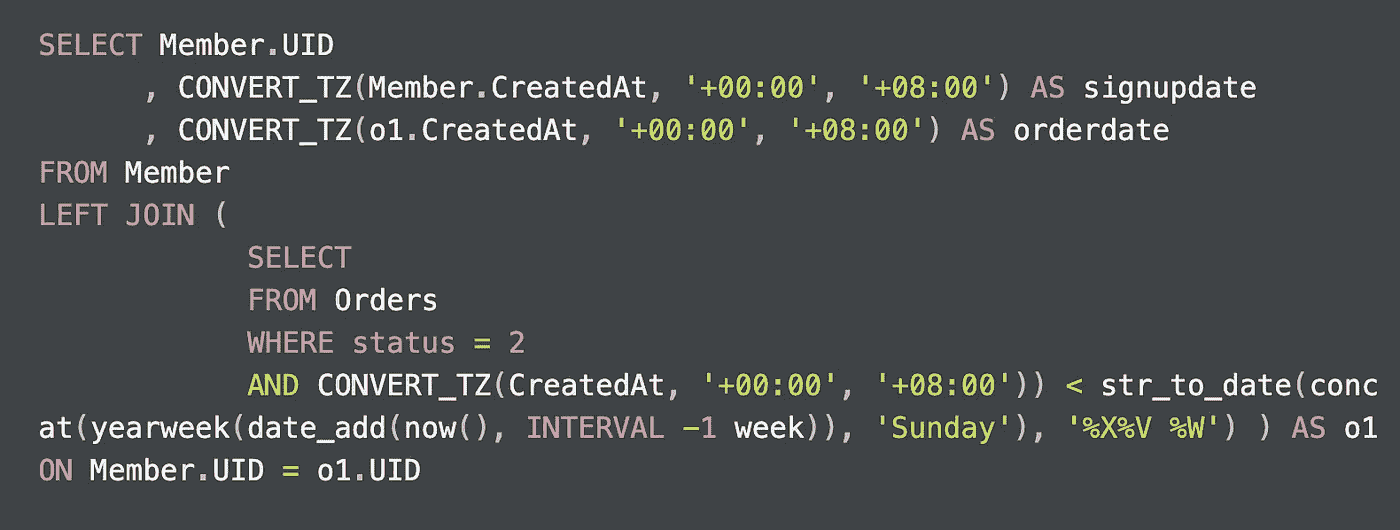 SELECT Member.UID
, CONVERT_TZ(Member.CreatedAt, '+00:00', '+08:00') AS signupdate
, CONVERT_TZ(o1.CreatedAt, '+00:00', '+08:00') AS orderdate
FROM Member
LEFT JOIN (
SELECT
FROM Orders
WHERE status = 2
AND CONVERT_TZ(CreatedAt, '+00:00', '+08:00')) < str_to_date(conc
at(yearweek(date_add(now(), INTERVAL -1 week)), 'Sunday'), '%X%V %W') ) AS o1
ON Member.UID = o1.UID